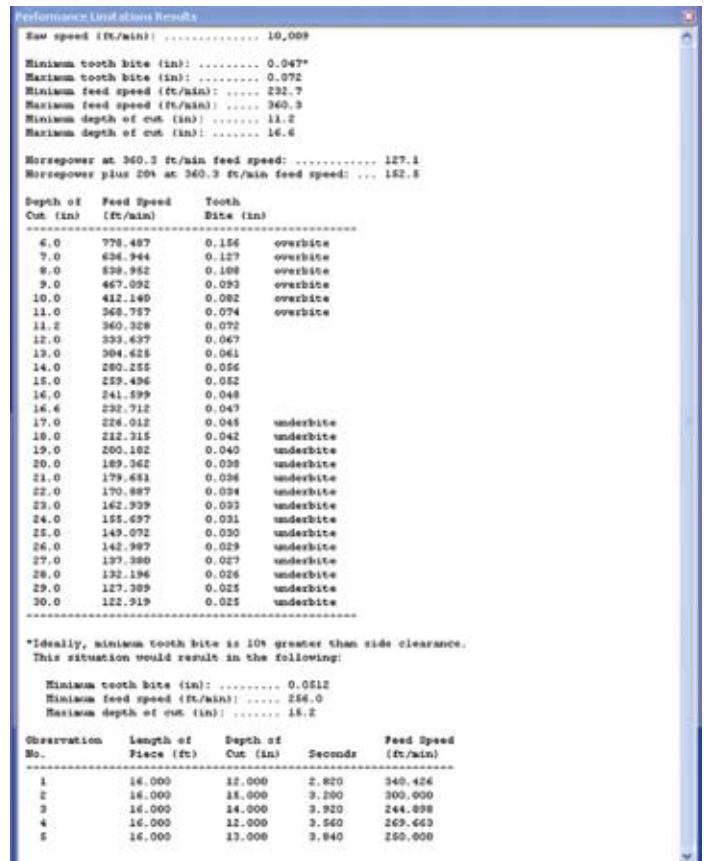 Performance Limitations Results
Saw speed (ft/min): .............. 10,009
Minimum tooth bite (in): ......... 0.047*
Maximum tooth bite (in): ......... 0.072
Minimum feed speed (ft/min): ..... 232.7
Maximum feed speed (ft/min): ..... 360.3
Minimum depth of cut (in): ....... 11.2
Maximum depth of cut (in): ....... 16.6
Horsepower at 360.3 ft/min feed speed: ............ 127.1
Horsepower plus 20% at 360.3 ft/min feed speed: ... 152.5
Depth of Feed Speed Tooth
Cut (in) (ft/min) Bite (in)
6.0 778.487 0.156 overbite
7.0 636.944 0.127 overbite
8.0 538.952 0.108 overbite
9.0 467.092 0.093 overbite
10.0 412.140 0.082 overbite
11.0 368.757 0.074 overbite
11.2 360.328 0.072
12.0 333.637 0.067
13.0 304.625 0.061
14.0 280.255 0.056
15.0 259.496 0.052
16.0 241.599 0.048
16.6 232.712 0.047
17.0 226.012 0.045 underbite
18.0 212.315 0.042 underbite
19.0 200.182 0.040 underbite
20.0 189.362 0.038 underbite
21.0 179.651 0.036 underbite
22.0 170.887 0.034 underbite
23.0 162.939 0.033 underbite
24.0 155.697 0.031 underbite
25.0 149.072 0.030 underbite
26.0 142.987 0.029 underbite
27.0 137.380 0.027 underbite
28.0 132.196 0.026 underbite
29.0 127.389 0.025 underbite
30.0 122.919 0.025 underbite
*Ideally, minimum tooth bite is 10% greater than side clearance.
This situation would result in the following:
Minimum tooth bite (in): ......... 0.0512
Minimum feed speed (ft/min): ..... 256.0
Maximum depth of cut (in): ....... 15.2
Observation Length of Depth of Feed Speed
No. Piece (ft) Cut (in) Seconds (ft/min)
1 16.000 12.000 2.820 340.426
2 16.000 15.000 3.200 300.000
3 16.000 14.000 3.920 244.898
4 16.000 12.000 3.560 269.663
5 16.000 13.000 3.840 250.000